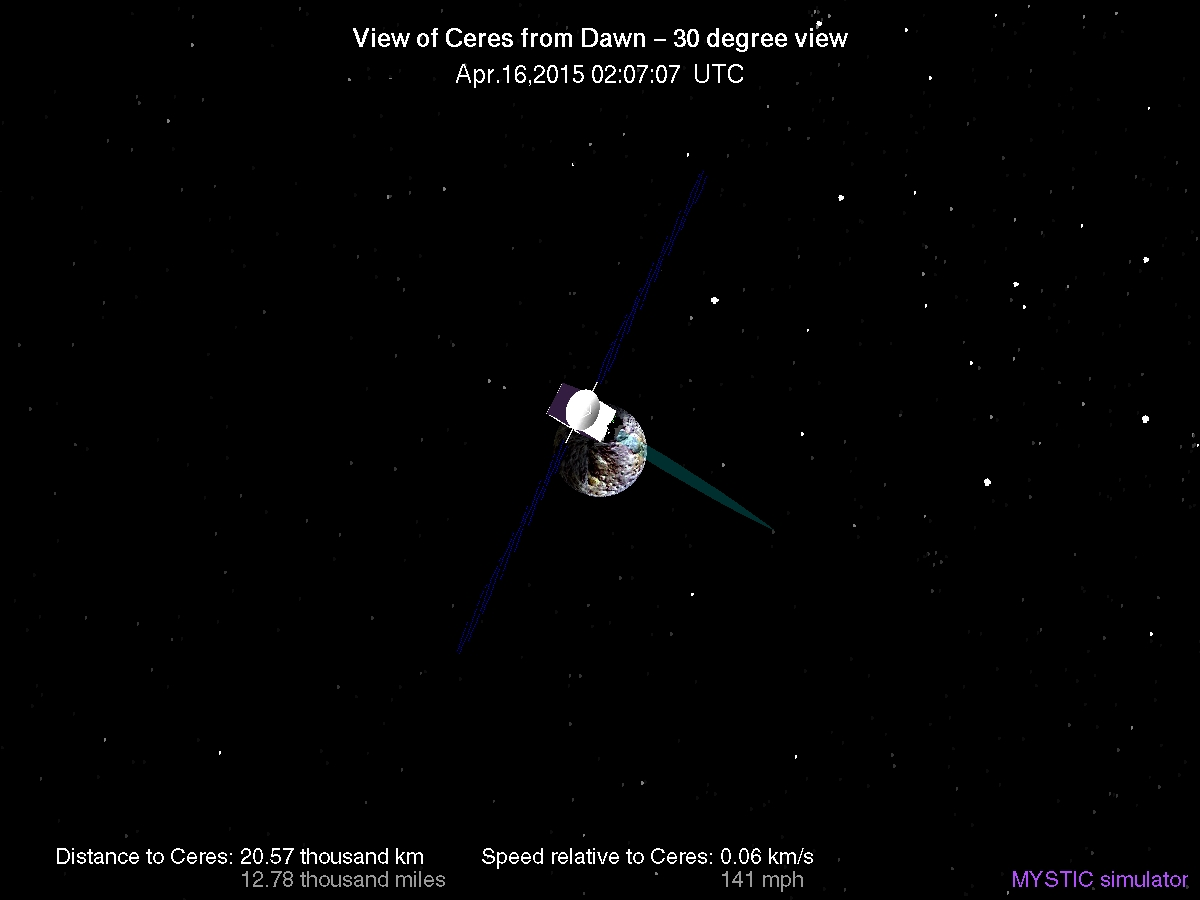 View of Ceres from Dawn – 30 degree view
Apr.16,2015 02:07:07 UTC
Distance to Ceres: 20.57 thousand km
12.78 thousand miles
Speed relative to Ceres: 0.06 km/s
141 mph
MYSTIC simulator